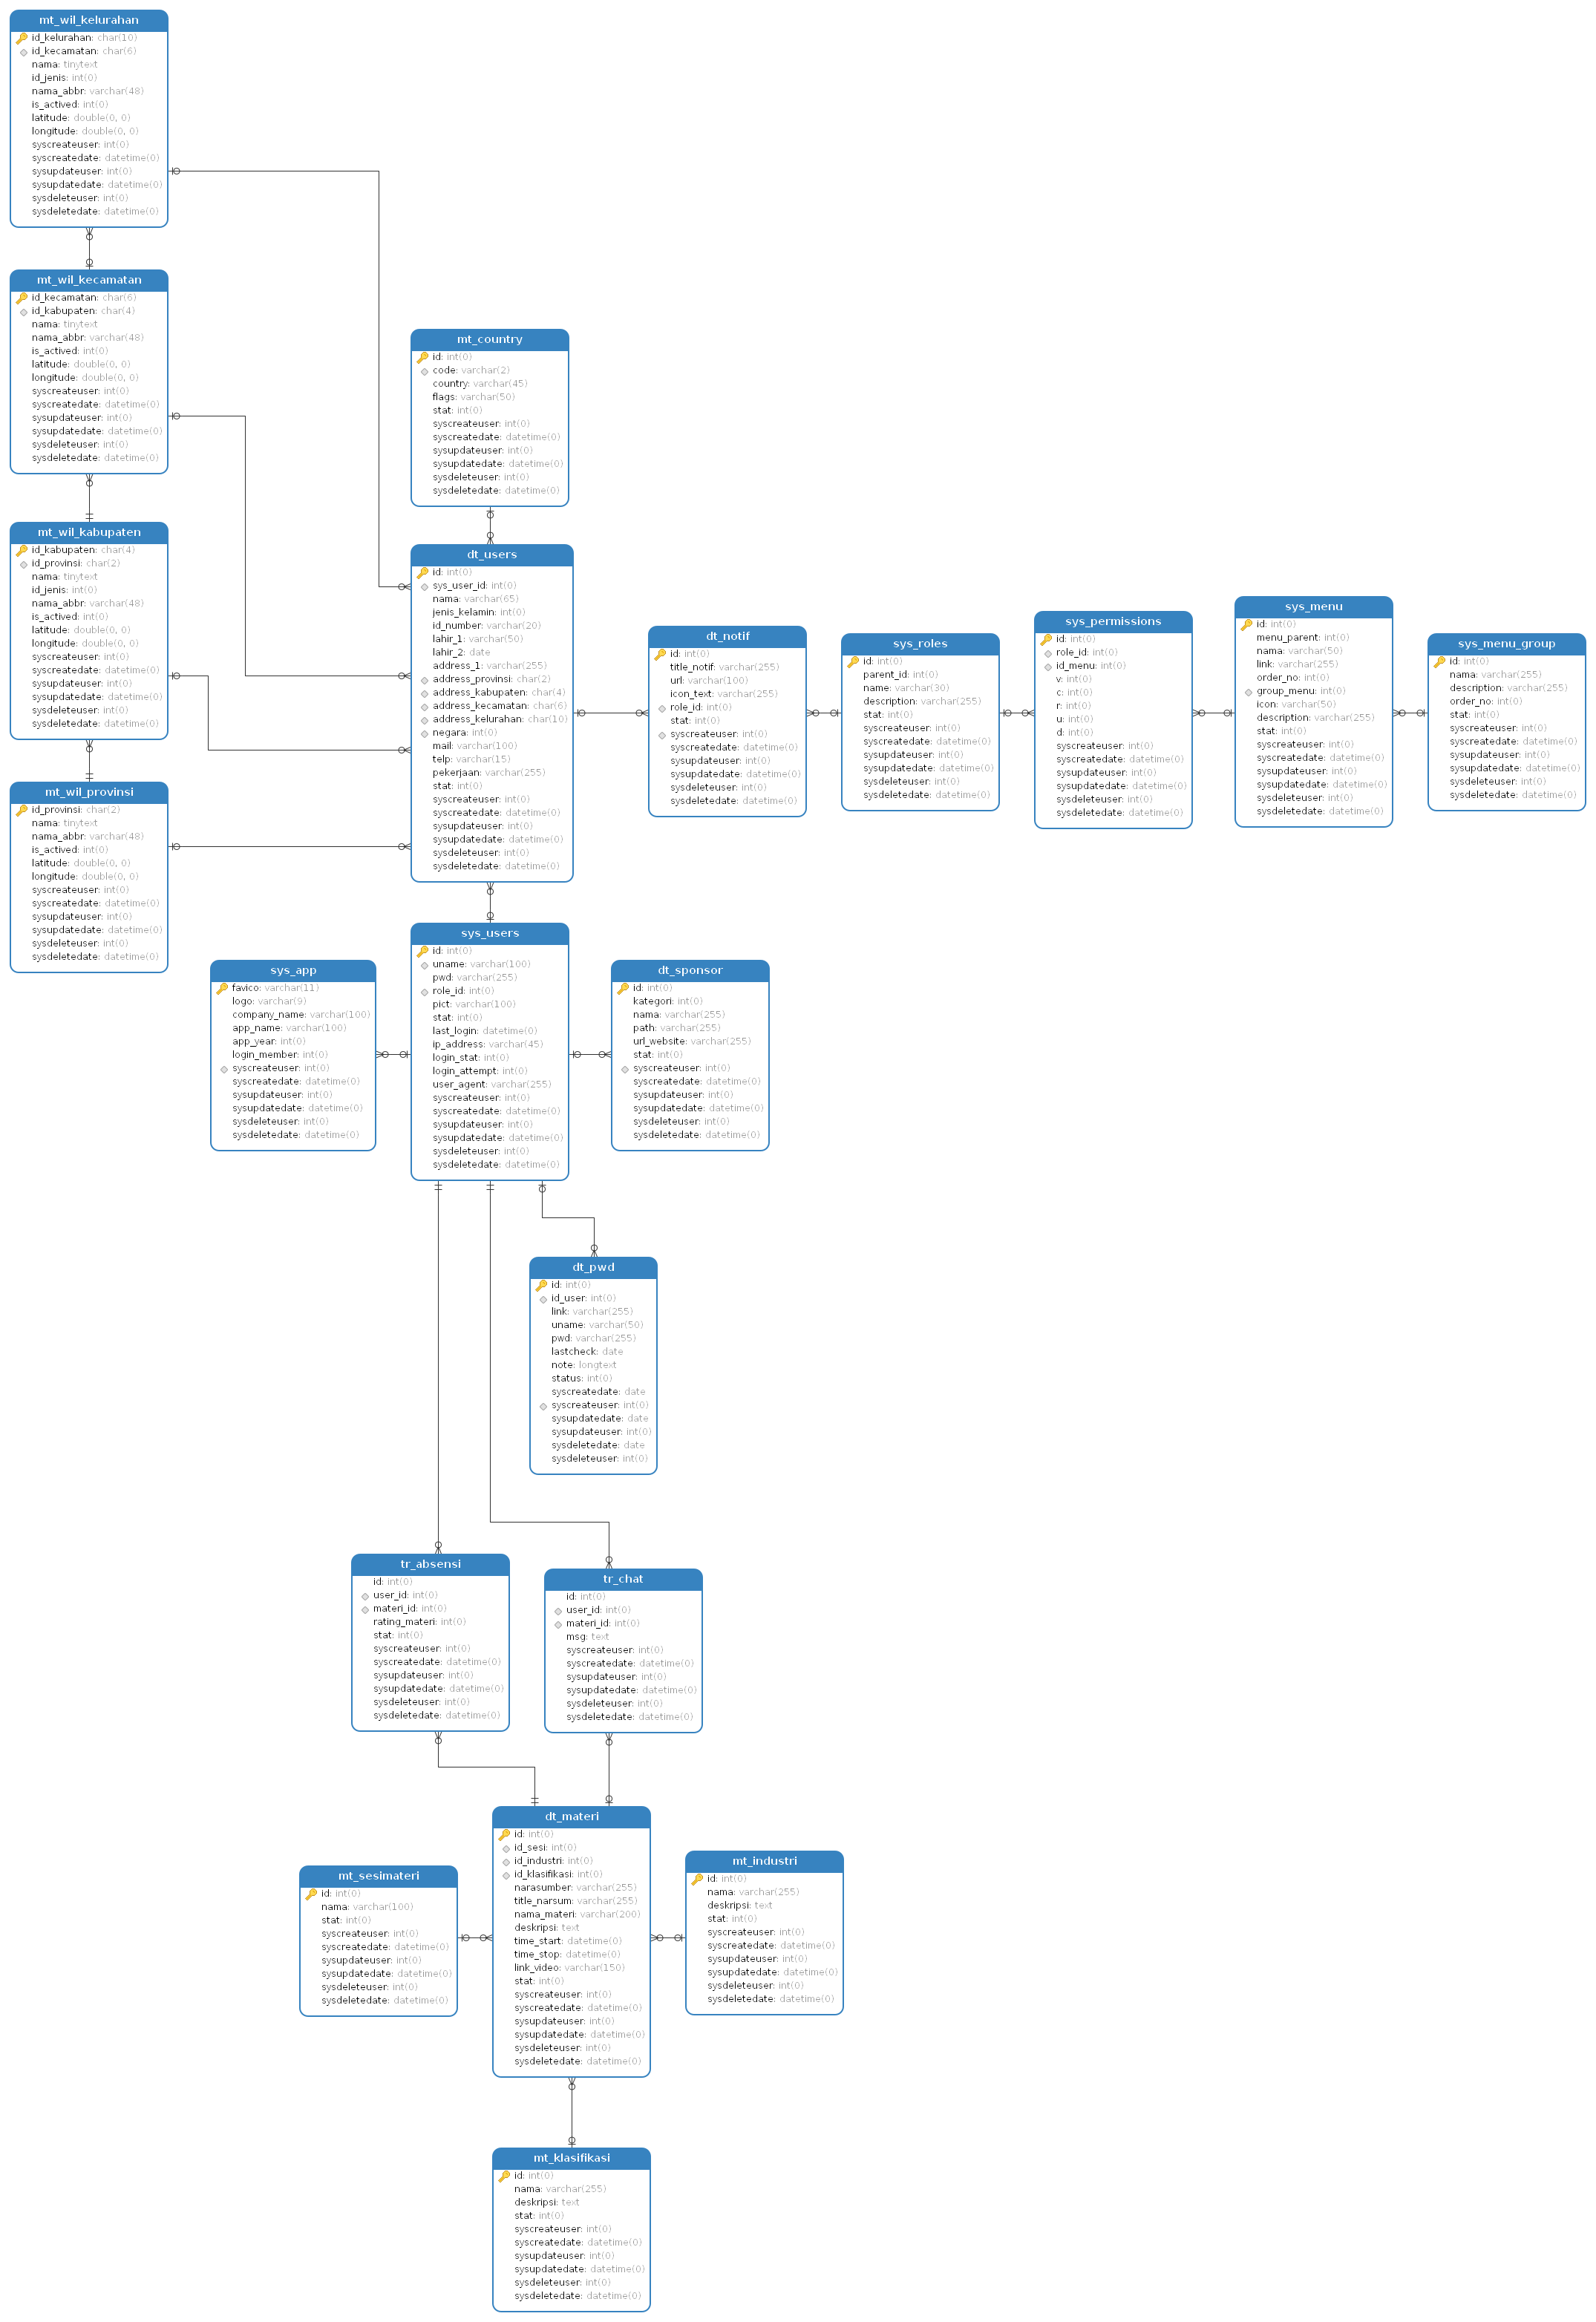 mt_wil_kelurahan
id_kelurahan: char(10)
id_kecamatan: char(6)
nama: tinytext
id_jenis: int(0)
nama_abbr: varchar(48)
is_actived: int(0)
latitude: double(0, 0)
longitude: double(0, 0)
syscreateuser: int(0)
syscreatedate: datetime(0)
sysupdateuser: int(0)
sysupdatedate: datetime(0)
sysdeleteuser: int(0)
sysdeletedate: datetime(0)
mt_wil_kecamatan
id_kecamatan: char(6)
id_kabupaten: char(4)
nama: tinytext
nama_abbr: varchar(48)
is_actived: int(0)
latitude: double(0, 0)
longitude: double(0, 0)
syscreateuser: int(0)
syscreatedate: datetime(0)
sysupdateuser: int(0)
sysupdatedate: datetime(0)
sysdeleteuser: int(0)
sysdeletedate: datetime(0)
mt_wil_kabupaten
id_kabupaten: char(4)
id_provinsi: char(2)
nama: tinytext
id_jenis: int(0)
nama_abbr: varchar(48)
is_actived: int(0)
latitude: double(0, 0)
longitude: double(0, 0)
syscreateuser: int(0)
syscreatedate: datetime(0)
sysupdateuser: int(0)
sysupdatedate: datetime(0)
sysdeleteuser: int(0)
sysdeletedate: datetime(0)
mt_wil_provinsi
id_provinsi: char(2)
nama: tinytext
nama_abbr: varchar(48)
is_actived: int(0)
latitude: double(0, 0)
longitude: double(0, 0)
syscreateuser: int(0)
syscreatedate: datetime(0)
sysupdateuser: int(0)
sysupdatedate: datetime(0)
sysdeleteuser: int(0)
sysdeletedate: datetime(0)
mt_country
id: int(0)
code: varchar(2)
country: varchar(45)
flags: varchar(50)
stat: int(0)
syscreateuser: int(0)
syscreatedate: datetime(0)
sysupdateuser: int(0)
sysupdatedate: datetime(0)
sysdeleteuser: int(0)
sysdeletedate: datetime(0)
dt_users
id: int(0)
sys_user_id: int(0)
nama: varchar(65)
jenis_kelamin: int(0)
id_number: varchar(20)
lahir_1: varchar(50)
lahir_2: date
address_1: varchar(255)
address_provinsi: char(2)
address_kabupaten: char(4)
address_kecamatan: char(6)
address_kelurahan: char(10)
negara: int(0)
mail: varchar(100)
telp: varchar(15)
pekerjaan: varchar(255)
stat: int(0)
syscreateuser: int(0)
syscreatedate: datetime(0)
sysupdateuser: int(0)
sysupdatedate: datetime(0)
sysdeleteuser: int(0)
sysdeletedate: datetime(0)
dt_notif
id: int(0)
title_notif: varchar(255)
url: varchar(100)
icon_text: varchar(255)
role_id: int(0)
stat: int(0)
syscreateuser: int(0)
syscreatedate: datetime(0)
sysupdateuser: int(0)
sysupdatedate: datetime(0)
sysdeleteuser: int(0)
sysdeletedate: datetime(0)
sys_roles
id: int(0)
parent_id: int(0)
name: varchar(30)
description: varchar(255)
stat: int(0)
syscreateuser: int(0)
syscreatedate: datetime(0)
sysupdateuser: int(0)
sysupdatedate: datetime(0)
sysdeleteuser: int(0)
sysdeletedate: datetime(0)
sys_permissions
id: int(0)
role_id: int(0)
id_menu: int(0)
v: int(0)
c: int(0)
r: int(0)
u: int(0)
d: int(0)
syscreateuser: int(0)
syscreatedate: datetime(0)
sysupdateuser: int(0)
sysupdatedate: datetime(0)
sysdeleteuser: int(0)
sysdeletedate: datetime(0)
sys_menu
id: int(0)
menu_parent: int(0)
nama: varchar(50)
link: varchar(255)
order_no: int(0)
group_menu: int(0)
icon: varchar(50)
description: varchar(255)
stat: int(0)
syscreateuser: int(0)
syscreatedate: datetime(0)
sysupdateuser: int(0)
sysupdatedate: datetime(0)
sysdeleteuser: int(0)
sysdeletedate: datetime(0)
sys_menu_group
id: int(0)
nama: varchar(255)
description: varchar(255)
order_no: int(0)
stat: int(0)
syscreateuser: int(0)
syscreatedate: datetime(0)
sysupdateuser: int(0)
sysupdatedate: datetime(0)
sysdeleteuser: int(0)
sysdeletedate: datetime(0)
sys_app
favico: varchar(11)
logo: varchar(9)
company_name: varchar(100)
app_name: varchar(100)
app_year: int(0)
login_member: int(0)
syscreateuser: int(0)
syscreatedate: datetime(0)
sysupdateuser: int(0)
sysupdatedate: datetime(0)
sysdeleteuser: int(0)
sysdeletedate: datetime(0)
sys_users
id: int(0)
uname: varchar(100)
pwd: varchar(255)
role_id: int(0)
pict: varchar(100)
stat: int(0)
last_login: datetime(0)
ip_address: varchar(45)
login_stat: int(0)
login_attempt: int(0)
user_agent: varchar(255)
syscreateuser: int(0)
syscreatedate: datetime(0)
sysupdateuser: int(0)
sysupdatedate: datetime(0)
sysdeleteuser: int(0)
sysdeletedate: datetime(0)
dt_sponsor
id: int(0)
kategori: int(0)
nama: varchar(255)
path: varchar(255)
url_website: varchar(255)
stat: int(0)
syscreateuser: int(0)
syscreatedate: datetime(0)
sysupdateuser: int(0)
sysupdatedate: datetime(0)
sysdeleteuser: int(0)
sysdeletedate: datetime(0)
dt_pwd
id: int(0)
id_user: int(0)
link: varchar(255)
uname: varchar(50)
pwd: varchar(255)
lastcheck: date
note: longtext
status: int(0)
syscreatedate: date
syscreateuser: int(0)
sysupdatedate: date
sysupdateuser: int(0)
sysdeletedate: date
sysdeleteuser: int(0)
tr_absensi
id: int(0)
user_id: int(0)
materi_id: int(0)
rating_materi: int(0)
stat: int(0)
syscreateuser: int(0)
syscreatedate: datetime(0)
sysupdateuser: int(0)
sysupdatedate: datetime(0)
sysdeleteuser: int(0)
sysdeletedate: datetime(0)
tr_chat
id: int(0)
user_id: int(0)
materi_id: int(0)
msg: text
syscreateuser: int(0)
syscreatedate: datetime(0)
sysupdateuser: int(0)
sysupdatedate: datetime(0)
sysdeleteuser: int(0)
sysdeletedate: datetime(0)
mt_sesimateri
id: int(0)
nama: varchar(100)
stat: int(0)
syscreateuser: int(0)
syscreatedate: datetime(0)
sysupdateuser: int(0)
sysupdatedate: datetime(0)
sysdeleteuser: int(0)
sysdeletedate: datetime(0)
dt_materi
id: int(0)
id_sesi: int(0)
id_industri: int(0)
id_klasifikasi: int(0)
narasumber: varchar(255)
title_narsum: varchar(255)
nama_materi: varchar(200)
deskripsi: text
time_start: datetime(0)
time_stop: datetime(0)
link_video: varchar(150)
stat: int(0)
syscreateuser: int(0)
syscreatedate: datetime(0)
sysupdateuser: int(0)
sysupdatedate: datetime(0)
sysdeleteuser: int(0)
sysdeletedate: datetime(0)
mt_industri
id: int(0)
nama: varchar(255)
deskripsi: text
stat: int(0)
syscreateuser: int(0)
syscreatedate: datetime(0)
sysupdateuser: int(0)
sysupdatedate: datetime(0)
sysdeleteuser: int(0)
sysdeletedate: datetime(0)
mt_klasifikasi
id: int(0)
nama: varchar(255)
deskripsi: text
stat: int(0)
syscreateuser: int(0)
syscreatedate: datetime(0)
sysupdateuser: int(0)
sysupdatedate: datetime(0)
sysdeleteuser: int(0)
sysdeletedate: datetime(0)